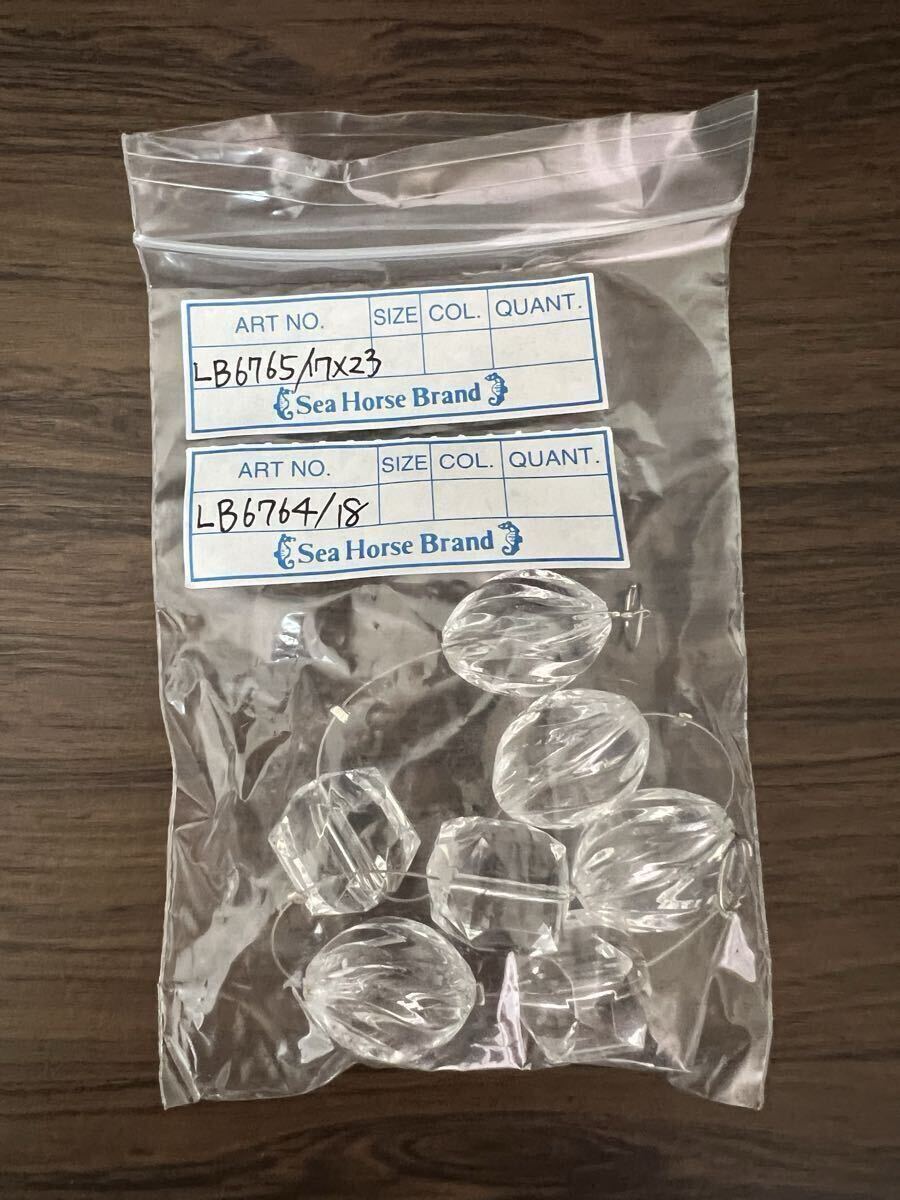 ART NO. SIZE COL. QUANT.
LB6765/17x23
Sea Horse Brand
ART NO. SIZE COL. QUANT.
LB6764/18
Sea Horse Brand